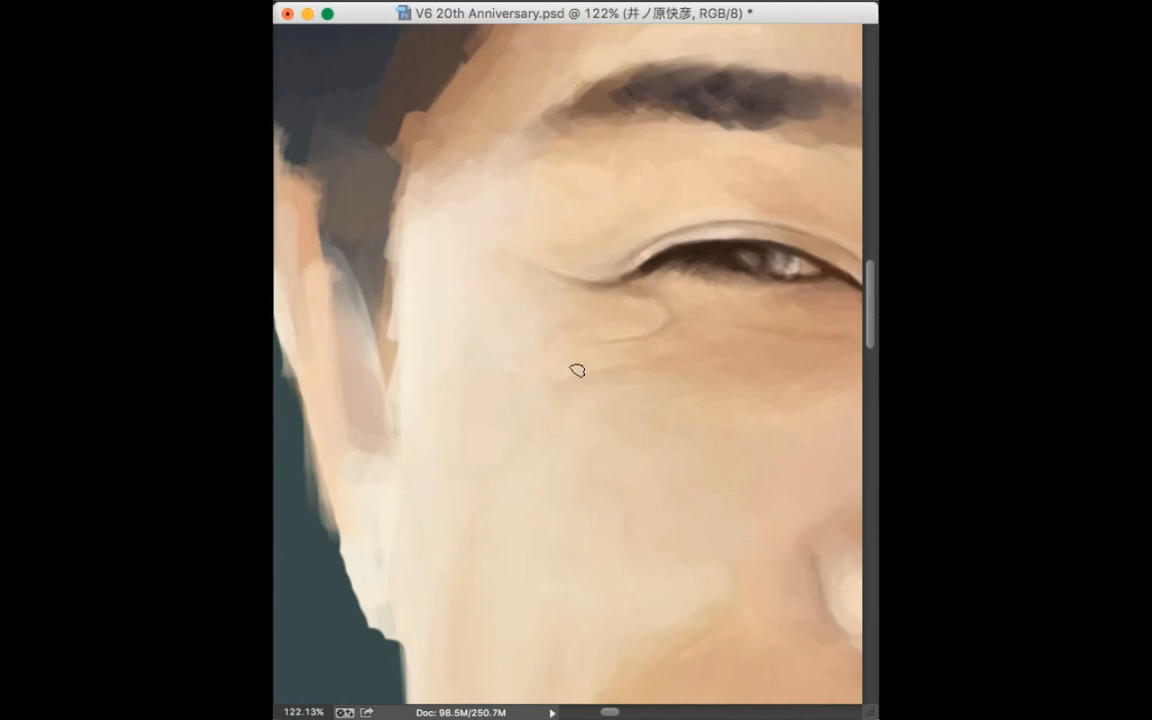 V6 20th Anniversary.psd @ 122% (井ノ原快彦, RGB/8) *
122.13% Doc: 98.5M/250.7M